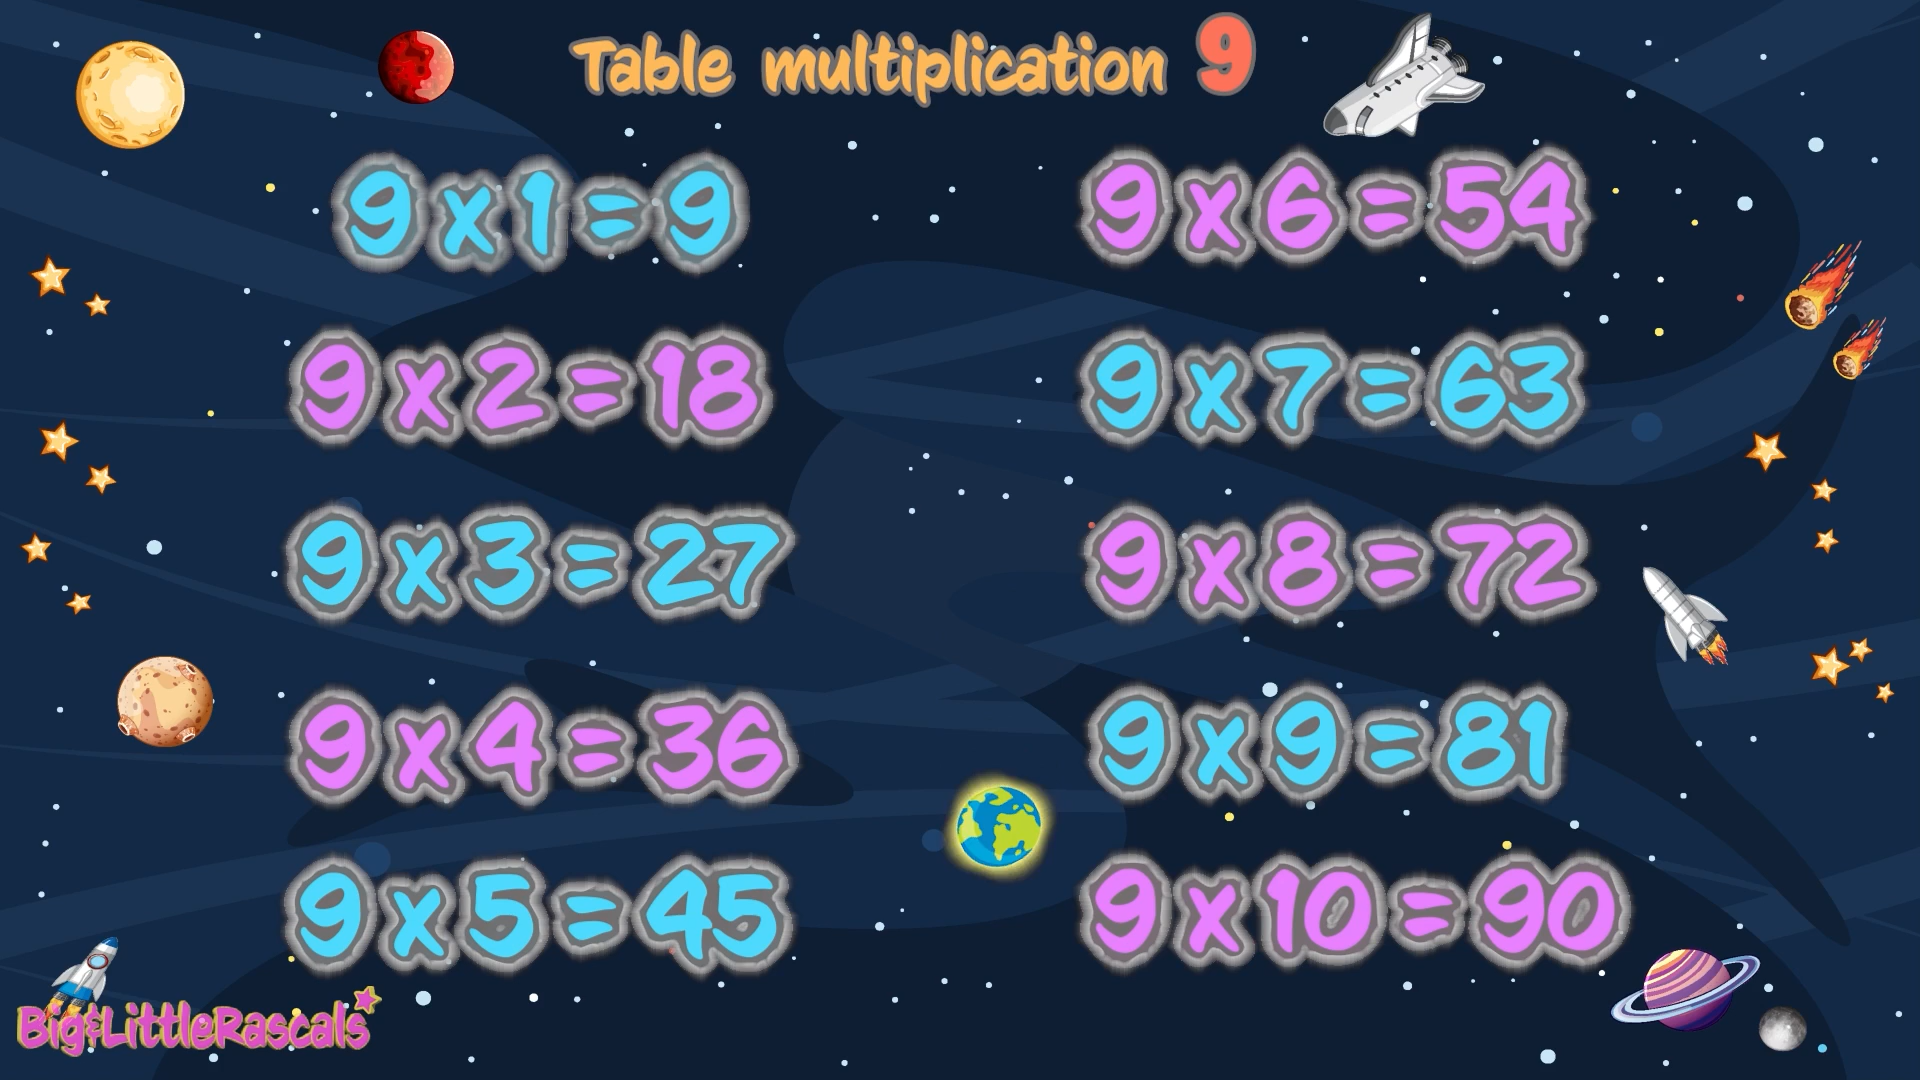 Table multiplication 9
9x1=9
9x2=18
9x3=27
9x4=36
9x5=45
9x6=54
9x7=63
9x8=72
9x9=81
9x10=90
Big&LittleRascals